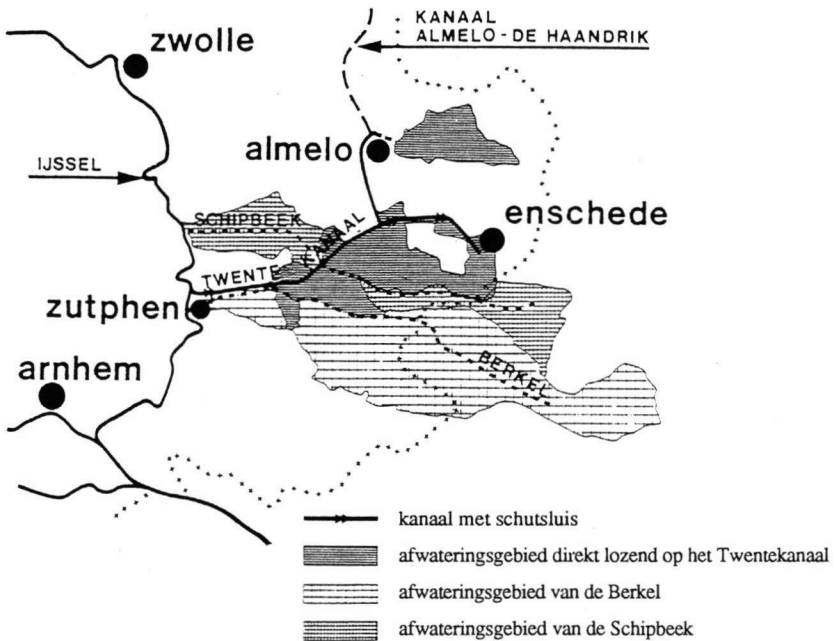 KANAAL
ALMELO - DE HAANDRIK
zwolle
almelo
IJSSEL
SCHIPBEEK
enschede
TWENTE KANAAL
zutphen
BERKEL
arnhem
kanaal met schutsluis
afwateringsgebied direkt lozend op het Twentekanaal
afwateringsgebied van de Berkel
afwateringsgebied van de Schipbeek